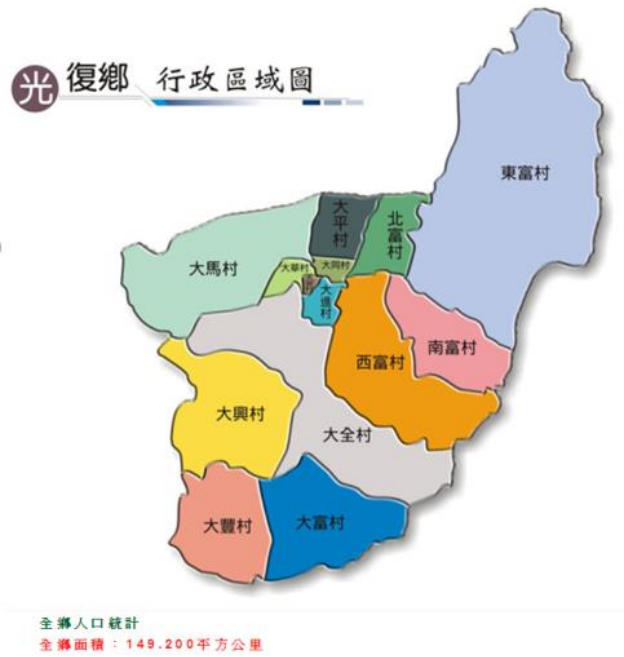 光復鄉 行政區域圖
東富村
大平村
北富村
大馬村
大華村
大同村
大進村
南富村
西富村
大興村
大全村
大豐村
大富村
全鄉人口統計
全鄉面積：149.200平方公里